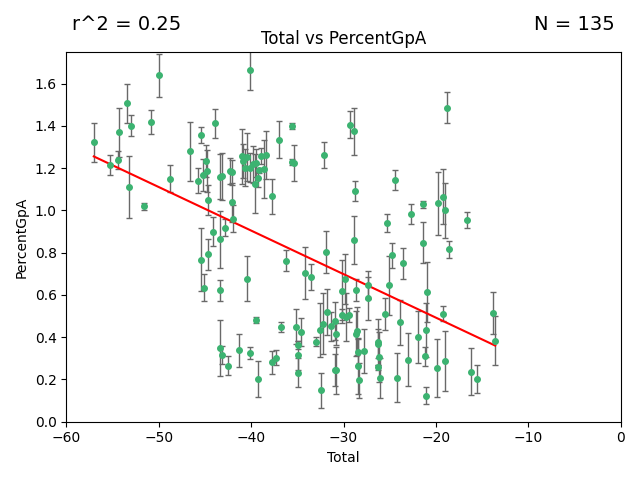 r^2 = 0.25
N = 135
Total vs PercentGpA
PercentGpA
1.6
1.4
1.2
1.0
0.8
0.6
0.4
0.2
0.0
−60 −50 −40 −30 −20 −10 0
Total